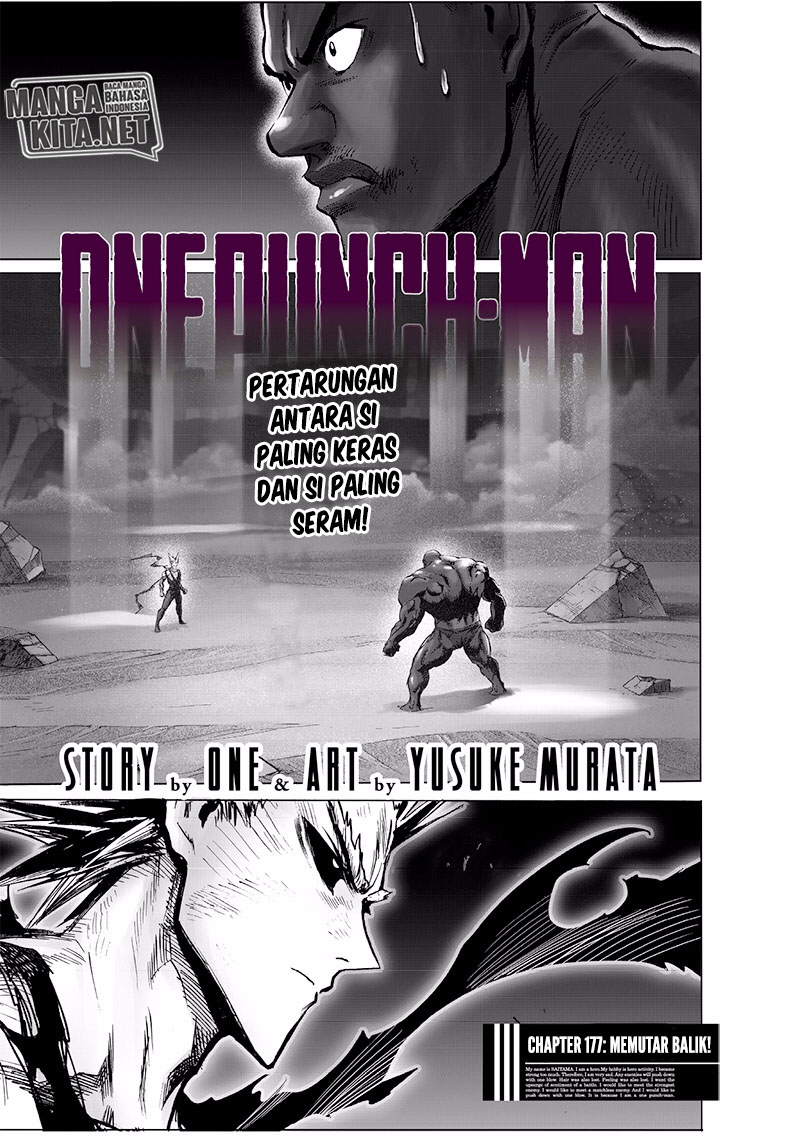 MANGA
KITA.NET
BACA MANGA
BAHASA
INDONESIA
ONE PUNCH-MAN
PERTARUNGAN
ANTARA SI
PALING KERAS
DAN SI PALING
SERAM!
STORY by ONE & ART by YUSUKE MURATA
CHAPTER 177: MEMUTAR BALIK!
My name is SAITAMA. I am a hero. My hobby is hero activity. I became
strong too much. Therefore, I am very sad. Any enemies will push down
with one blow. Hair was also lost. Feeling was also lost. I want the
upsurge of sentiment of a battle. I would like to meet the strongest
enemy. I would like to meet a matchless enemy. And I would like to
push down with one blow. It is because I am a one punch-man.